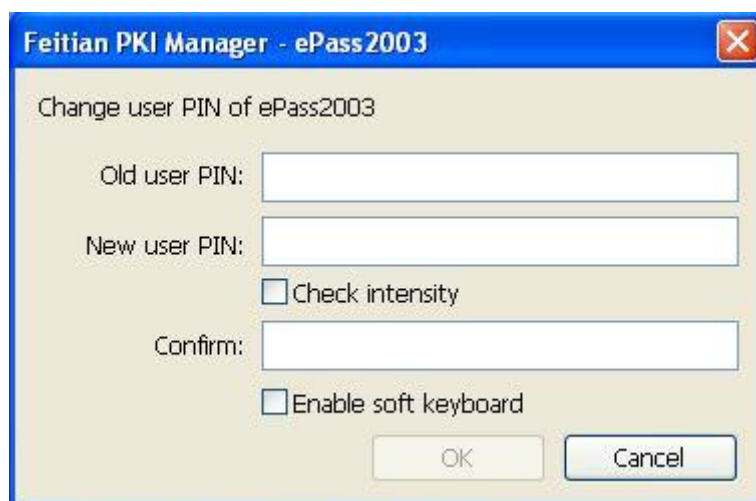 Feitian PKI Manager - ePass2003
Change user PIN of ePass2003
Old user PIN:
New user PIN:
Check intensity
Confirm:
Enable soft keyboard
OK Cancel